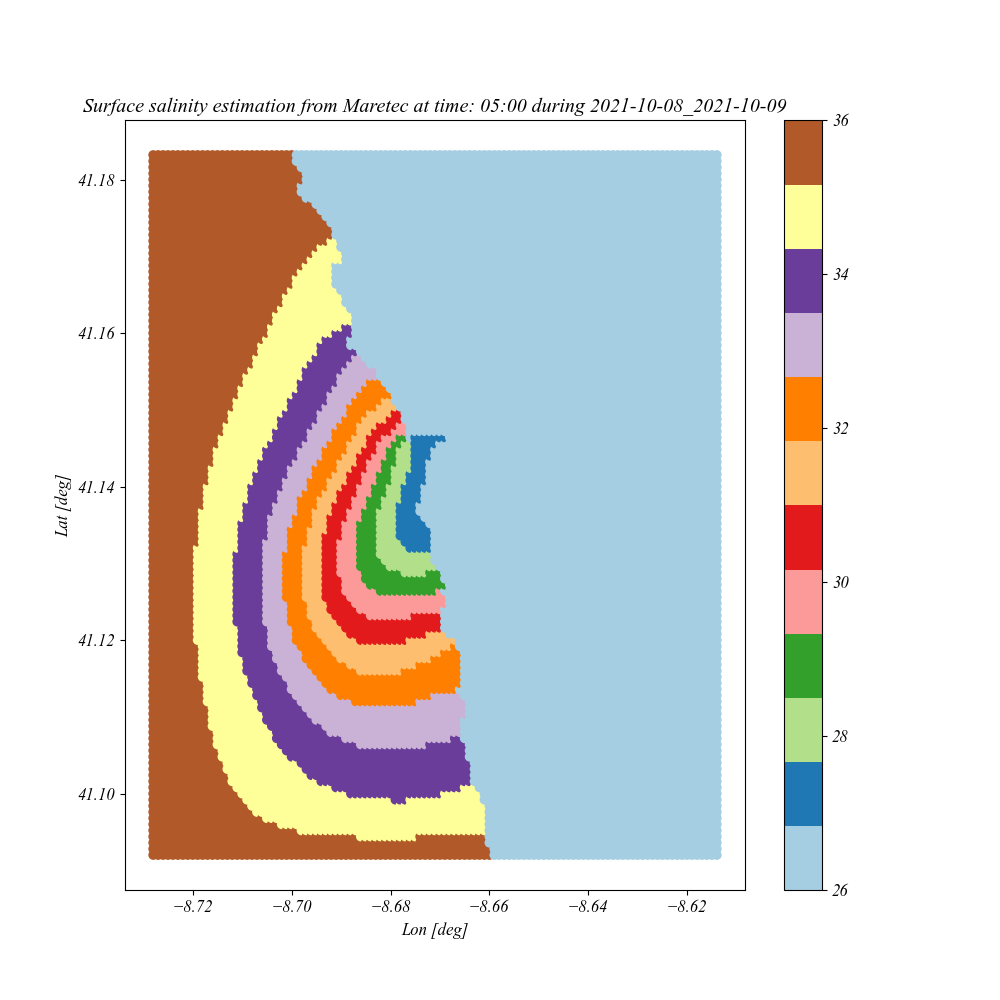 Surface salinity estimation from Maretec at time: 05:00 during 2021-10-08_2021-10-09
36
41.18
34
41.16
32
41.14
Lat [deg]
30
41.12
28
41.10
26
−8.72 −8.70 −8.68 −8.66 −8.64 −8.62
Lon [deg]